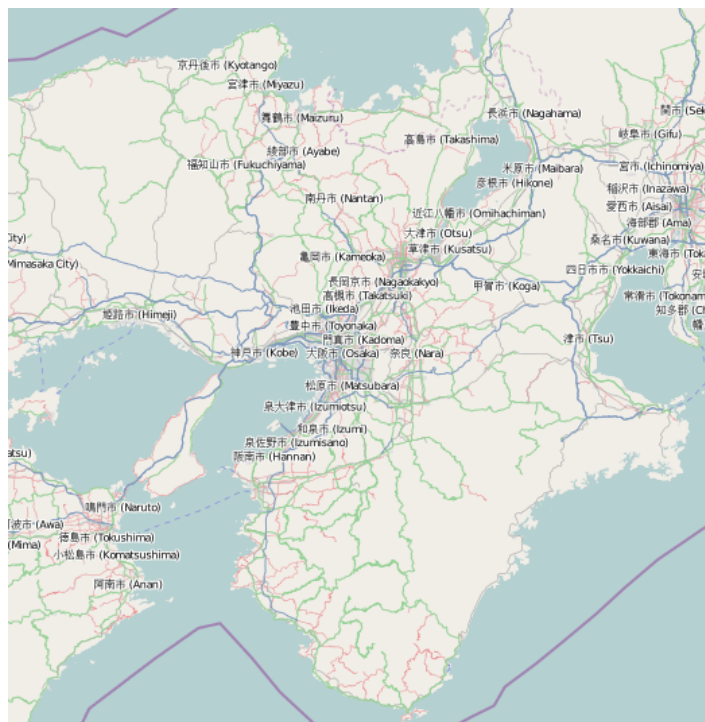 京丹後市 (Kyotango)
宮津市 (Miyazu)
舞鶴市 (Maizuru)
長浜市 (Nagahama)
関市 (Sek
岐阜市 (Gifu)
高島市 (Takashima)
綾部市 (Ayabe)
福知山市 (Fukuchiyama)
米原市 (Maibara)
宮市 (Ichinomiya)
彦根市 (Hikone)
稲沢市 (Inazawa)
南丹市 (Nantan)
愛西市 (Aisai)
近江八幡市 (Omihachiman)
海部郡 (Ama)
大津市 (Otsu)
City)
桑名市(Kuwana)
草津市 (Kusatsu)
亀岡市 (Kameoka)
東海市 (Toka
Mimasaka City)
四日市市 (Yokkaichi)
長岡京市 (Nagaokakyo)
甲賀市 (Koga)
高槻市 (Takatsuki)
常滑市 (Tokonam
池田市 (Ikeda)
知多郡 (Ch
姫路市 (Himeji)
豊中市 (Toyonaka)
門真市 (Kadoma)
津市 (Tsu)
神戸市 (Kobe)
大阪市 (Osaka)
奈良市 (Nara)
松原市 (Matsubara)
泉大津市 (Izumiotsu)
和泉市 (Izumi)
泉佐野市 (Izumisano)
阪南市 (Hannan)
atsu)
鳴門市 (Naruto)
阿波市 (Awa)
徳島市 (Tokushima)
(Mima)
小松島市 (Komatsushima)
阿南市 (Anan)